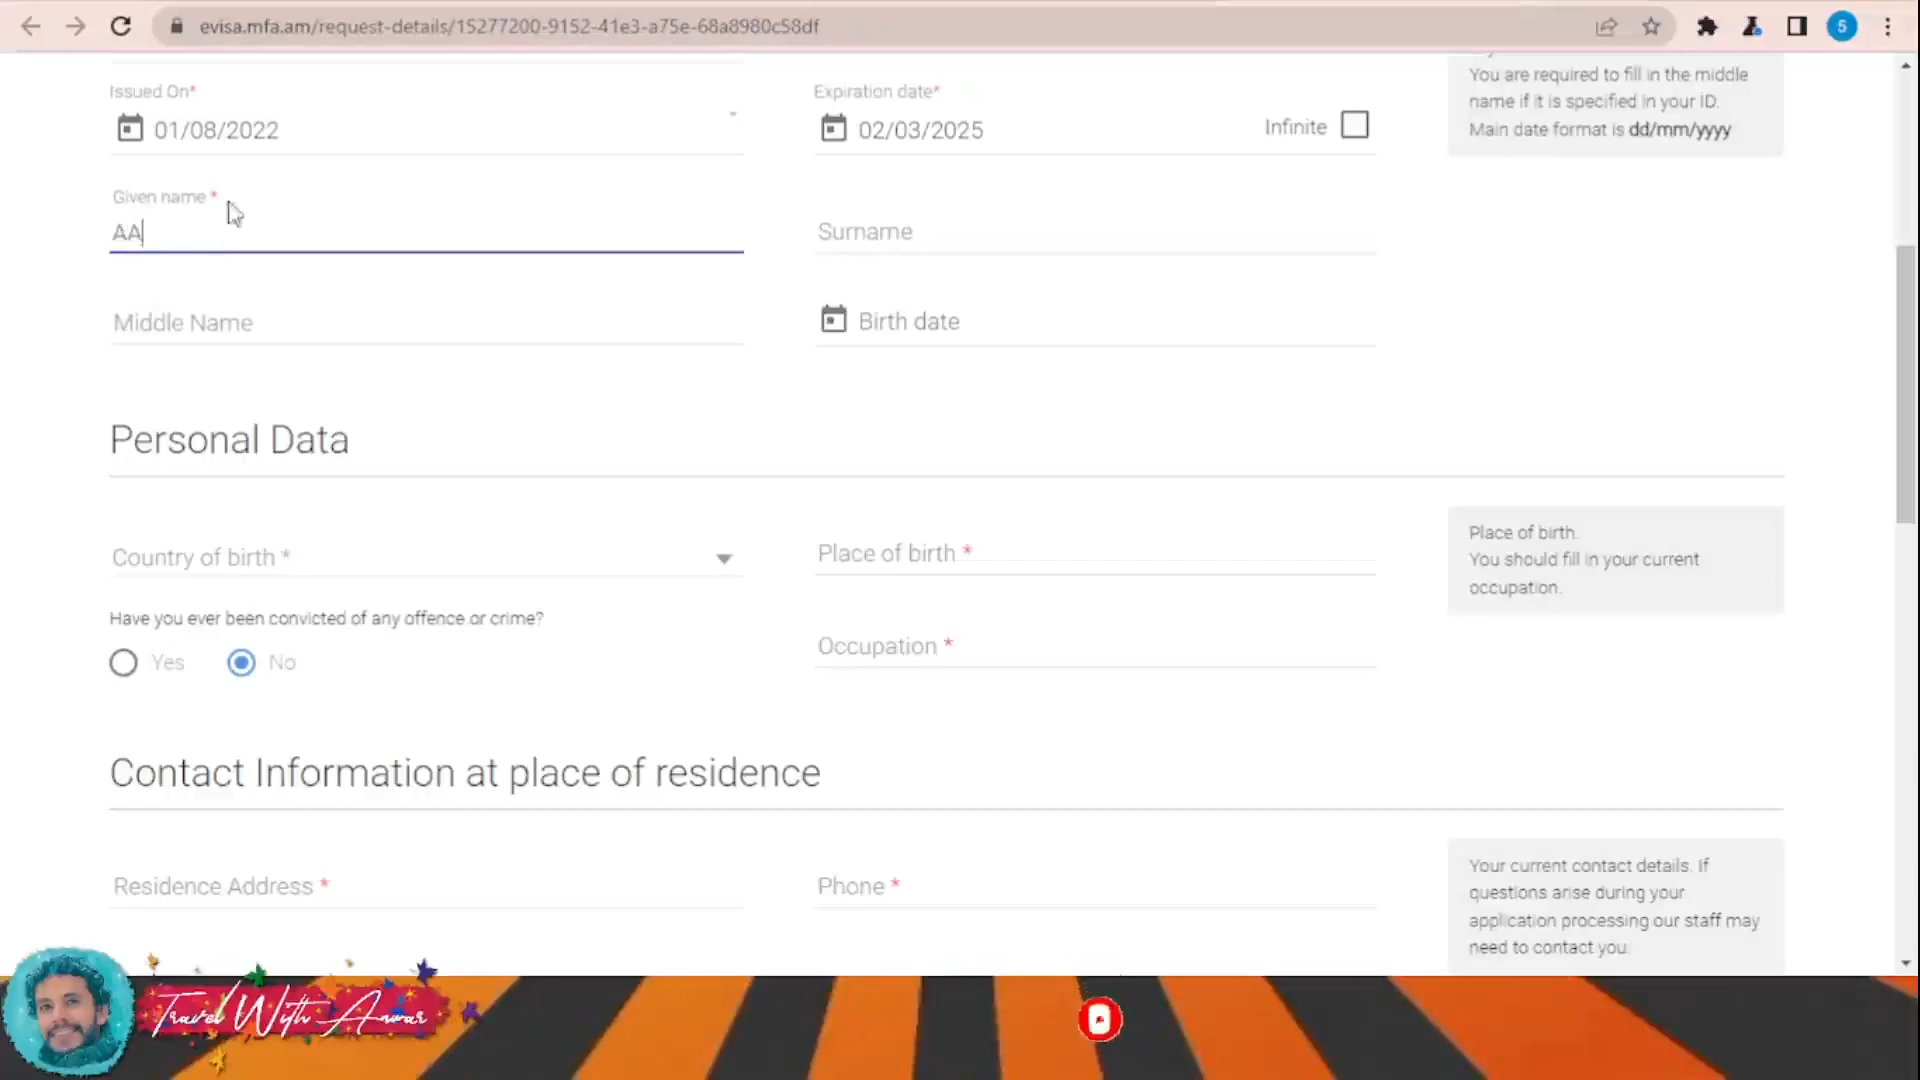 evisa.mfa.am/request-details/15277200-9152-41e3-a75e-68a8980c58df
5
Issued On*
01/08/2022
Expiration date*
02/03/2025
Infinite
You are required to fill in the middle
name if it is specified in your ID.
Main date format is dd/mm/yyyy
Given name *
AA
Surname
Middle Name
Birth date
Personal Data
Country of birth *
Place of birth *
Place of birth.
You should fill in your current
occupation.
Have you ever been convicted of any offence or crime?
Yes
No
Occupation *
Contact Information at place of residence
Residence Address *
Phone *
Your current contact details. If
questions arise during your
application processing our staff may
need to contact you.
Travel With Anwar